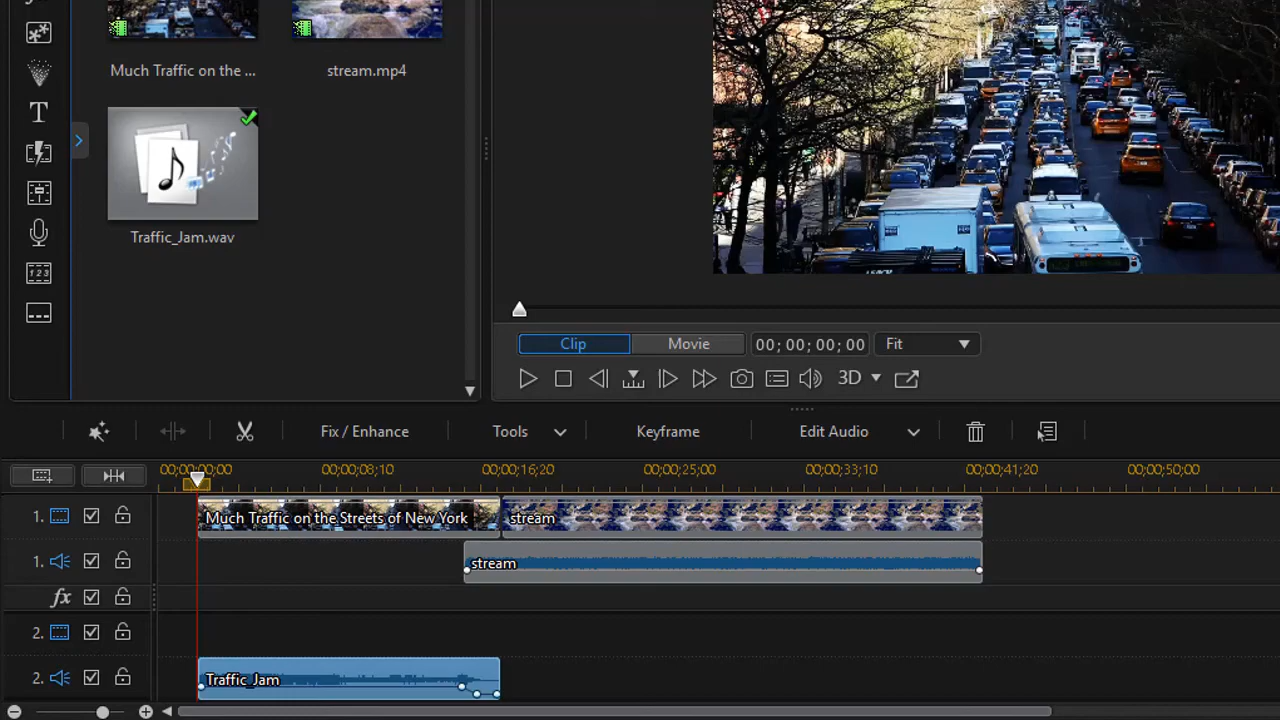 Much Traffic on the ...
stream.mp4
T
Traffic_Jam.wav
1 2 3
Clip
Movie
00; 00; 00; 00
Fit
3D
Fix / Enhance
Tools
Keyframe
Edit Audio
00;00;00;00
00;00;08;10
00;00;16;20
00;00;25;00
00;00;33;10
00;00;41;20
00;00;50;00
1.
Much Traffic on the Streets of New York
stream
1.
stream
fx
2.
2.
Traffic_Jam